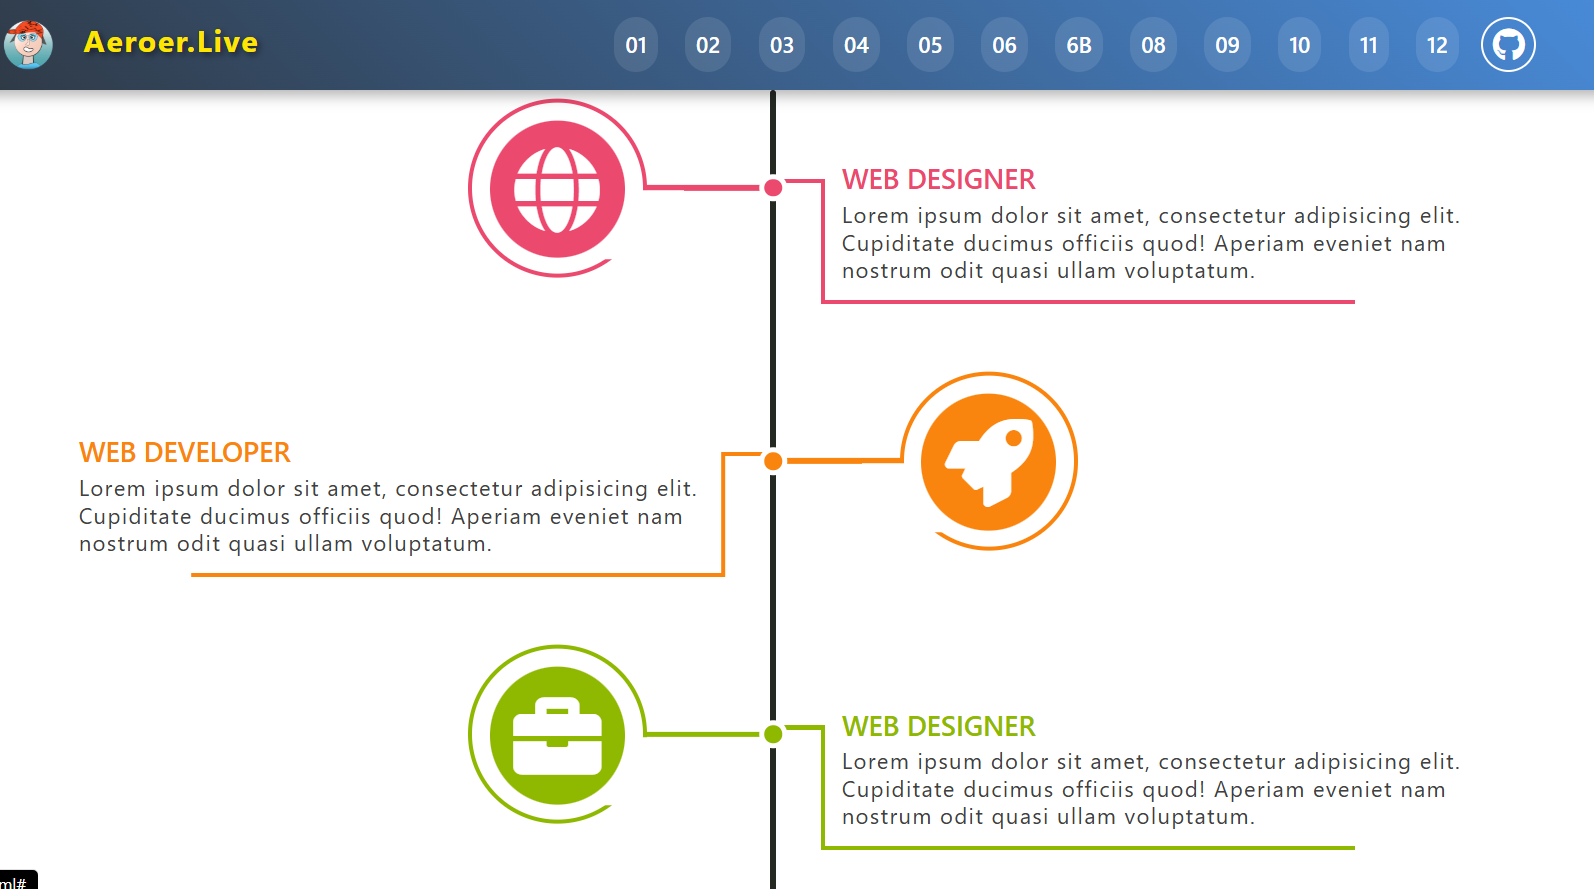 Aeroer.Live
01 02 03 04 05 06 6B 08 09 10 11 12
WEB DESIGNER
Lorem ipsum dolor sit amet, consectetur adipisicing elit.
Cupiditate ducimus officiis quod! Aperiam eveniet nam
nostrum odit quasi ullam voluptatum.
WEB DEVELOPER
Lorem ipsum dolor sit amet, consectetur adipisicing elit.
Cupiditate ducimus officiis quod! Aperiam eveniet nam
nostrum odit quasi ullam voluptatum.
WEB DESIGNER
Lorem ipsum dolor sit amet, consectetur adipisicing elit.
Cupiditate ducimus officiis quod! Aperiam eveniet nam
nostrum odit quasi ullam voluptatum.
ml#